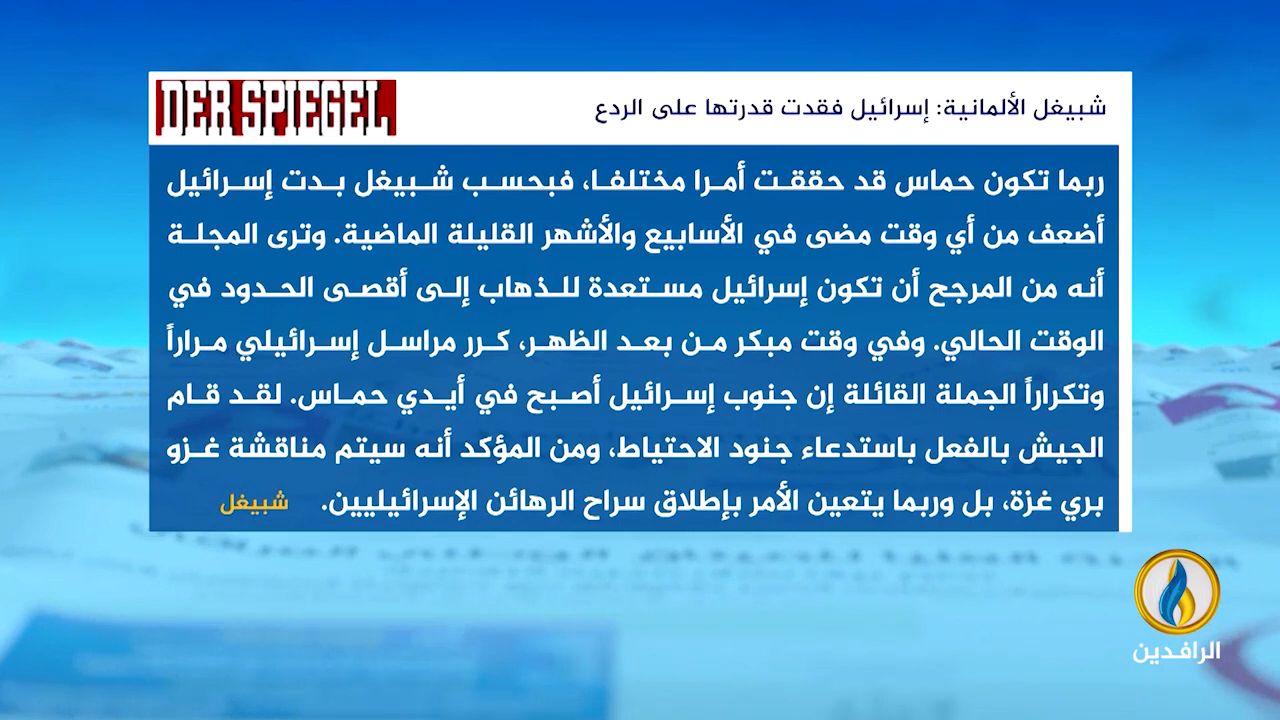 DER SPIEGEL
شبيغل الألمانية: إسرائيل فقدت قدرتها على الردع
ربما تكون حماس قد حققت أمرا مختلفا، فبحسب شبيغل بدت إسرائيل
أضعف من أي وقت مضى في الأسابيع والأشهر القليلة الماضية. وترى المجلة
أنه من المرجح أن تكون إسرائيل مستعدة للذهاب إلى أقصى الحدود في
الوقت الحالي. وفي وقت مبكر من بعد الظهر، كرر مراسل إسرائيلي مراراً
وتكراراً الجملة القائلة إن جنوب إسرائيل أصبح في أيدي حماس. لقد قام
الجيش بالفعل باستدعاء جنود الاحتياط، ومن المؤكد أنه سيتم مناقشة غزو
بري غزة، بل وربما يتعين الأمر بإطلاق سراح الرهائن الإسرائيليين. شبيغل
الرافدين